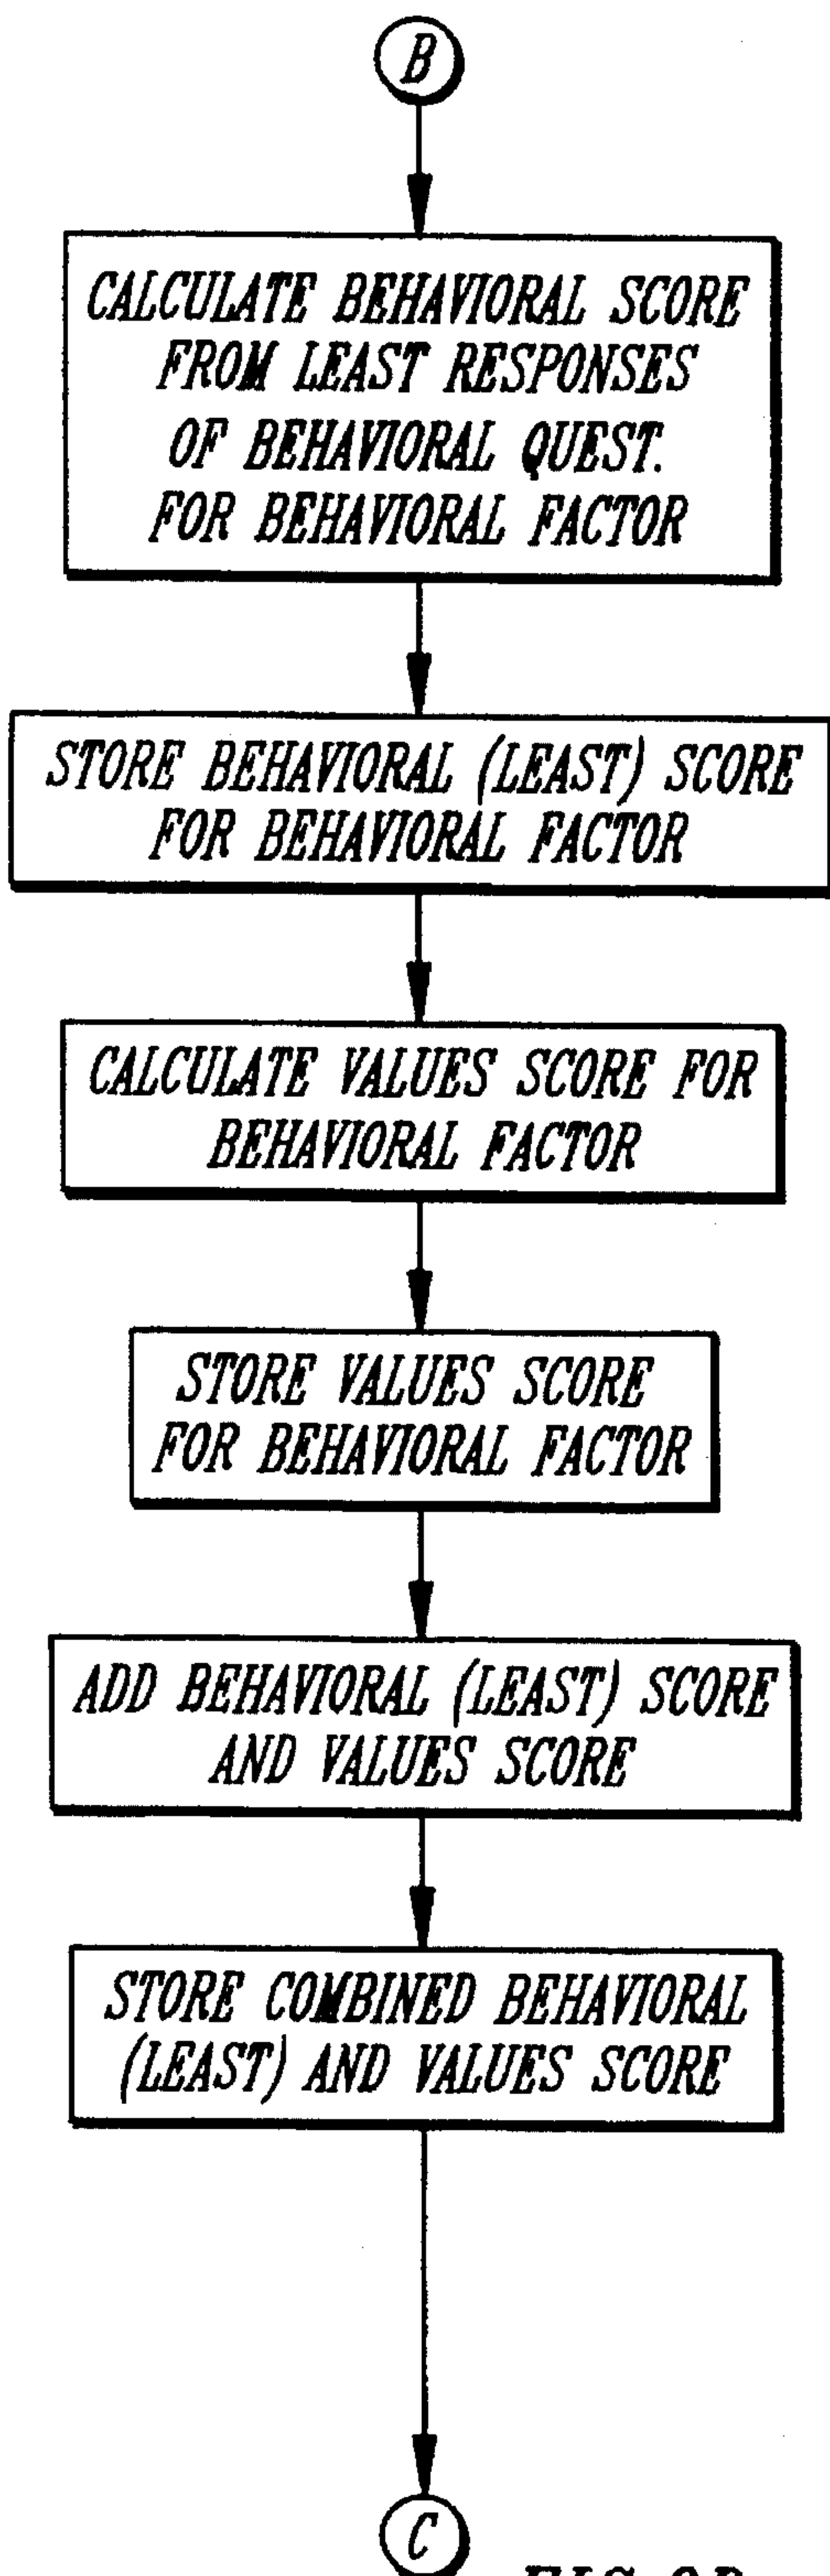 B
CALCULATE BEHAVIORAL SCORE
FROM LEAST RESPONSES
OF BEHAVIORAL QUEST.
FOR BEHAVIORAL FACTOR
STORE BEHAVIORAL (LEAST) SCORE
FOR BEHAVIORAL FACTOR
CALCULATE VALUES SCORE FOR
BEHAVIORAL FACTOR
STORE VALUES SCORE
FOR BEHAVIORAL FACTOR
ADD BEHAVIORAL (LEAST) SCORE
AND VALUES SCORE
STORE COMBINED BEHAVIORAL
(LEAST) AND VALUES SCORE
C